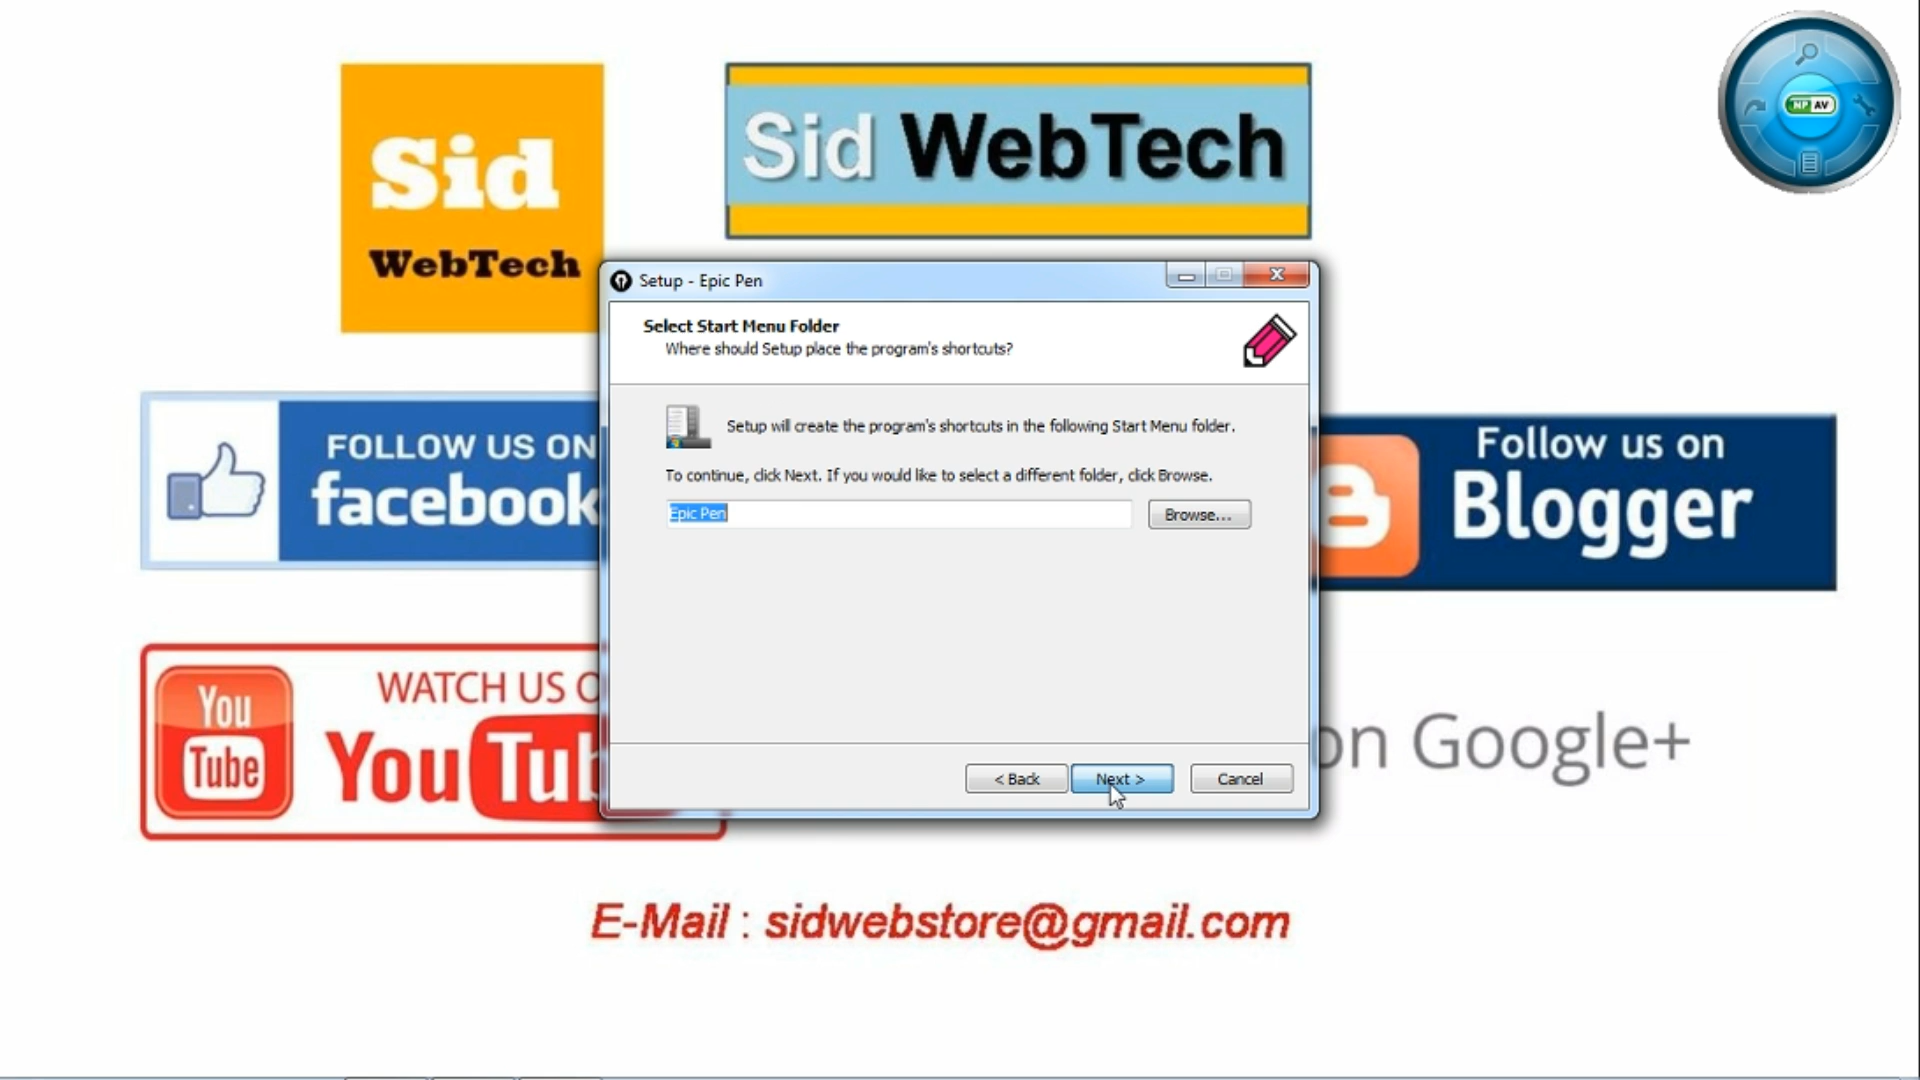 Sid
WebTech
Sid WebTech
NP AV
Setup - Epic Pen
Select Start Menu Folder
Where should Setup place the program's shortcuts?
Setup will create the program's shortcuts in the following Start Menu folder.
To continue, click Next. If you would like to select a different folder, click Browse.
Epic Pen
Browse...
< Back
Next >
Cancel
FOLLOW US ON
facebook
Follow us on
Blogger
You
Tube
WATCH US O
YouTub
on Google+
E-Mail : sidwebstore@gmail.com